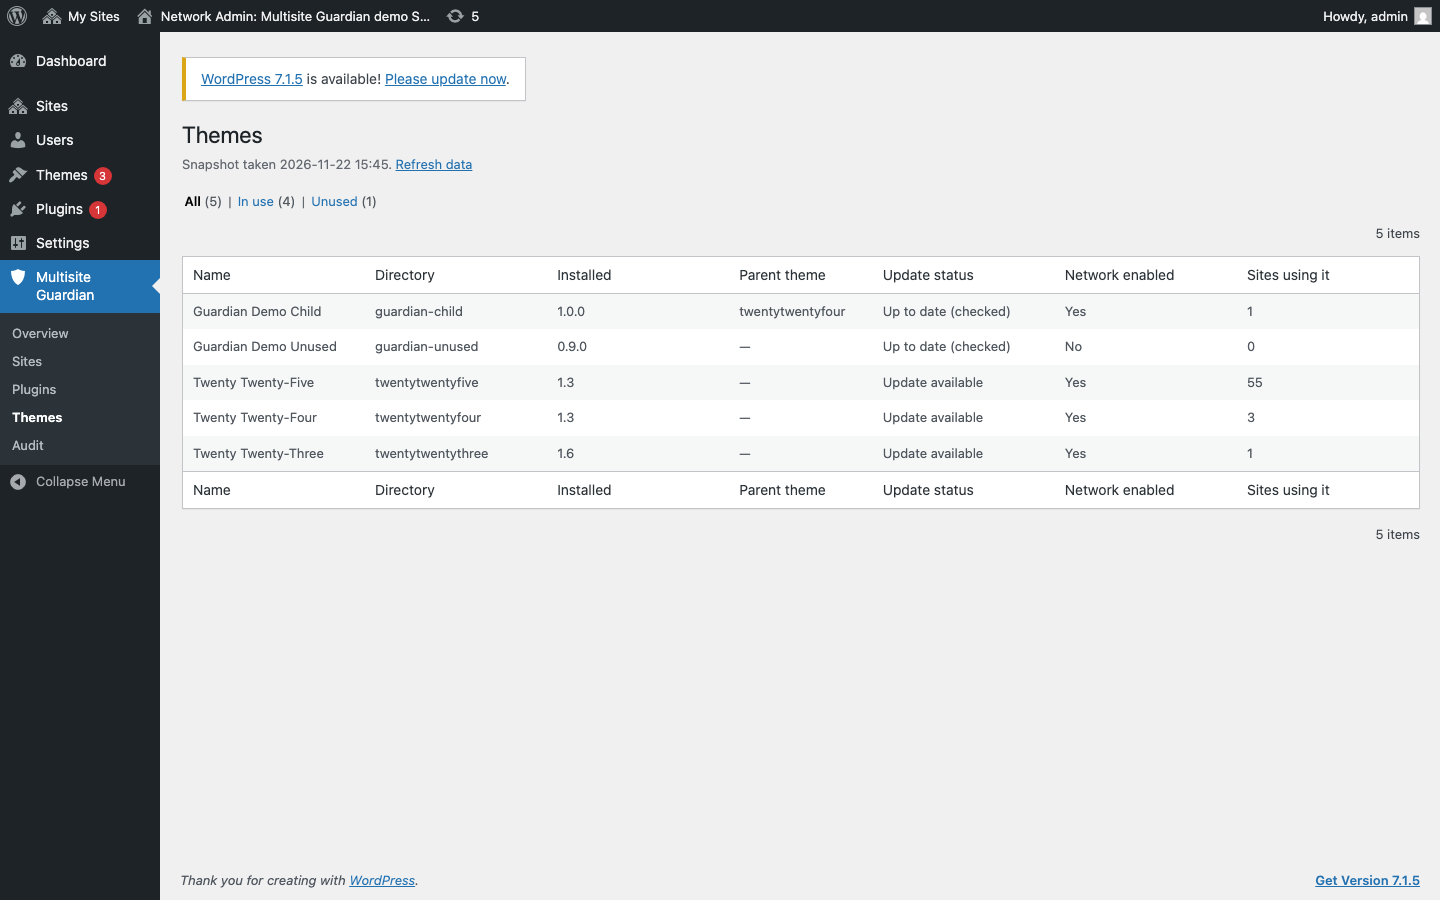 My Sites
Network Admin: Multisite Guardian demo S...
5
Howdy, admin
Dashboard
Sites
Users
Themes 3
Plugins 1
Settings
Multisite
Guardian
Overview
Sites
Plugins
Themes
Audit
Collapse Menu
WordPress 7.1.5 is available! Please update now.
Themes
Snapshot taken 2026-11-22 15:45. Refresh data
All (5) | In use (4) | Unused (1)
5 items
Name Directory Installed Parent theme Update status Network enabled Sites using it
Guardian Demo Child guardian-child 1.0.0 twentytwentyfour Up to date (checked) Yes 1
Guardian Demo Unused guardian-unused 0.9.0 — Up to date (checked) No 0
Twenty Twenty-Five twentytwentyfive 1.3 — Update available Yes 55
Twenty Twenty-Four twentytwentyfour 1.3 — Update available Yes 3
Twenty Twenty-Three twentytwentythree 1.6 — Update available Yes 1
Name Directory Installed Parent theme Update status Network enabled Sites using it
5 items
Thank you for creating with WordPress.
Get Version 7.1.5